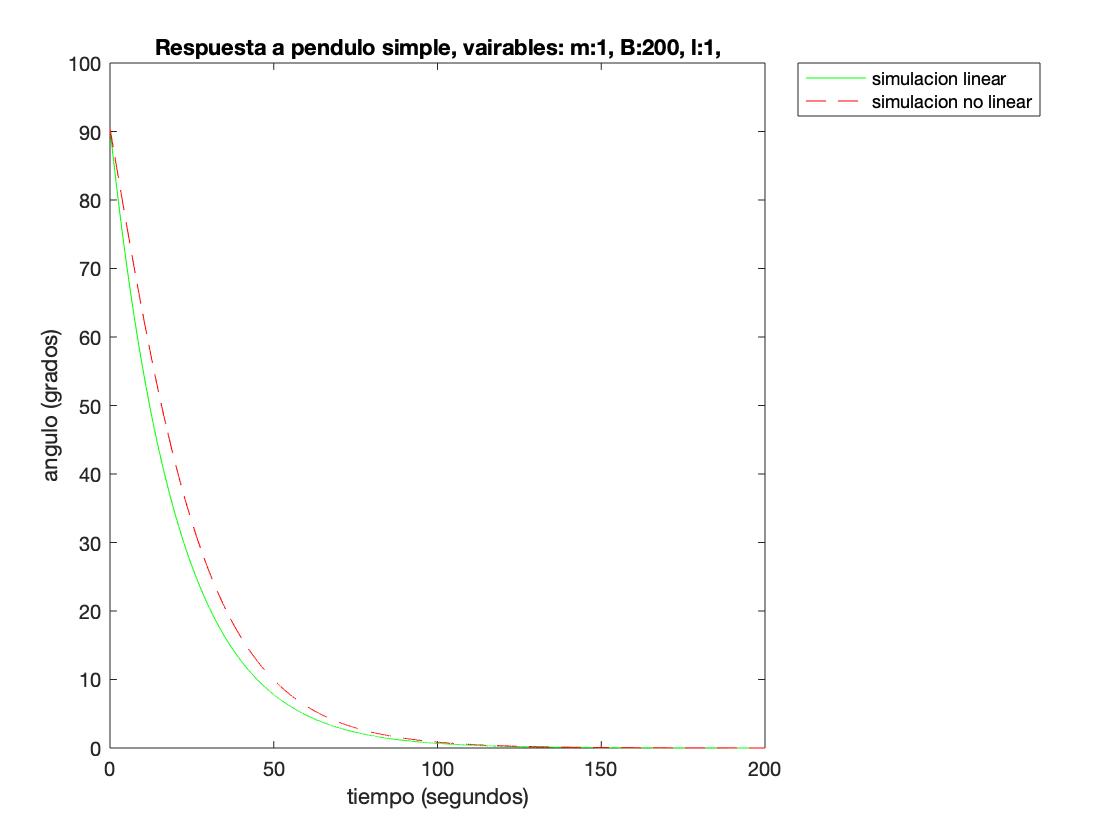 Respuesta a pendulo simple, vairables: m:1, B:200, l:1,
simulacion linear
simulacion no linear
100
90
80
70
60
50
40
30
20
10
0
angulo (grados)
0 50 100 150 200
tiempo (segundos)